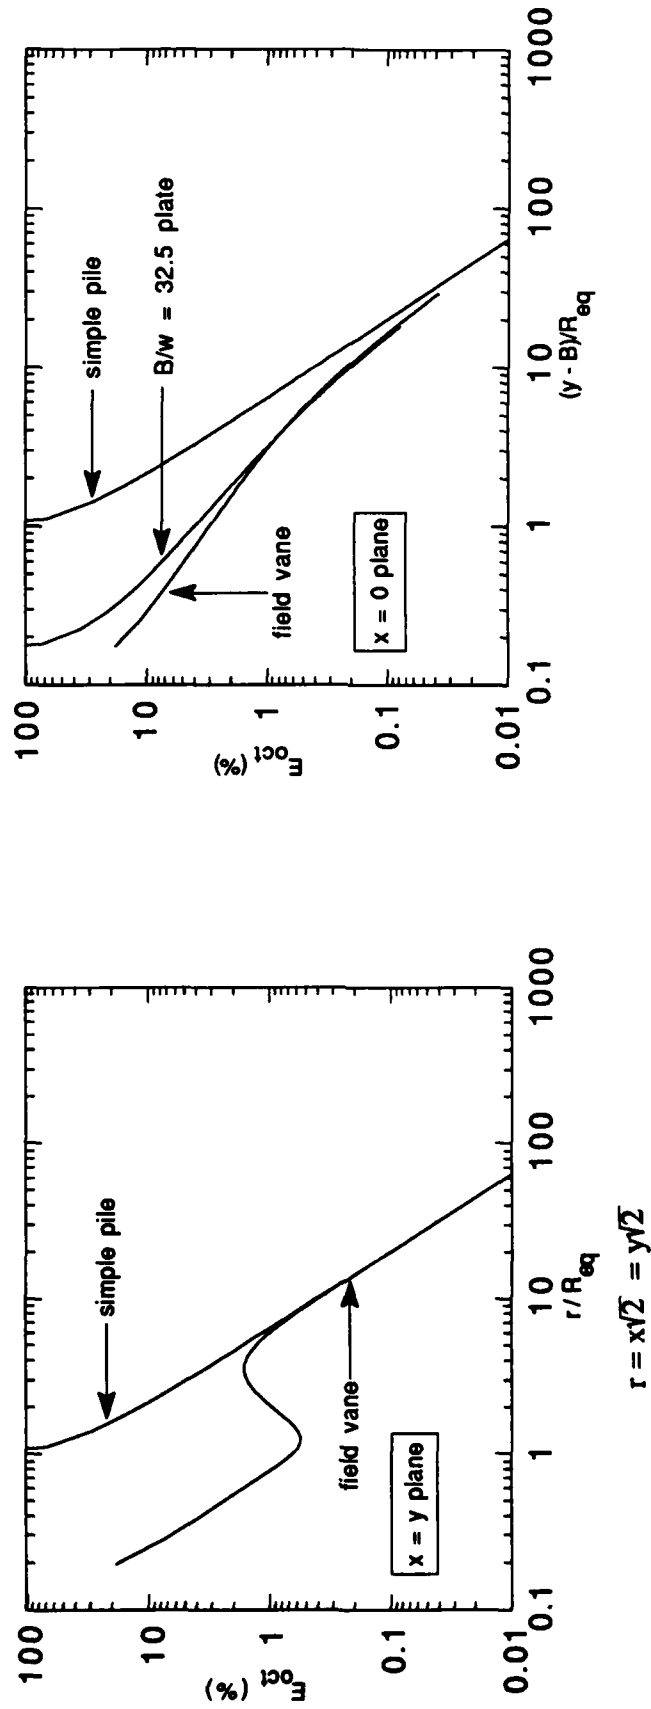 100
10
1
0.1
0.01
E_oct (%)
simple pile
field vane
x = y plane
0.1
1
10
100
1000
r / R_eq
r = x√2 = y√2
100
10
1
0.1
0.01
E_oct (%)
simple pile
B/w = 32.5 plate
field vane
x = 0 plane
0.1
1
10
100
1000
(y - B)/R_eq